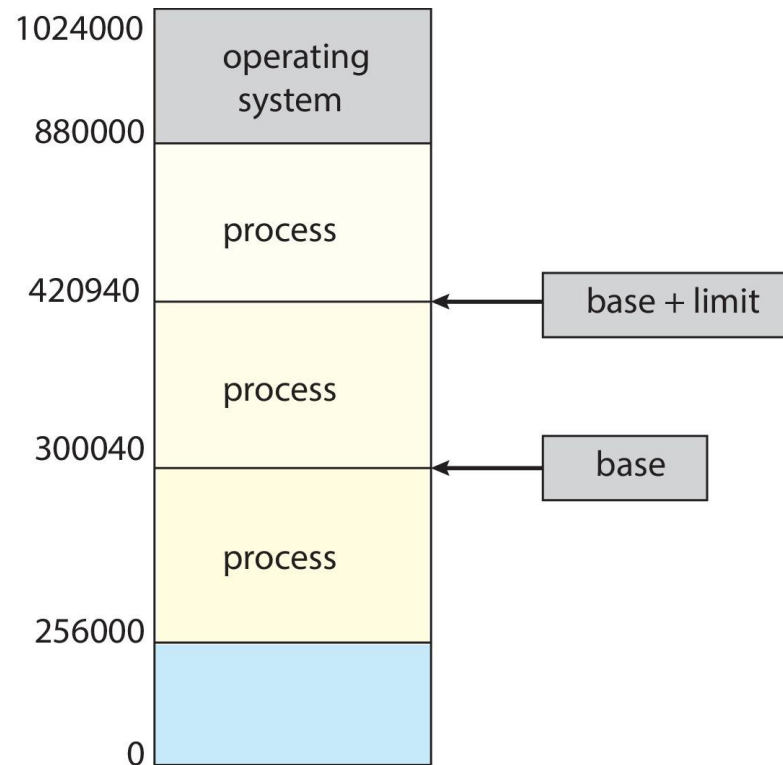 1024000
operating
system
880000
process
420940
base + limit
process
300040
base
process
256000
0